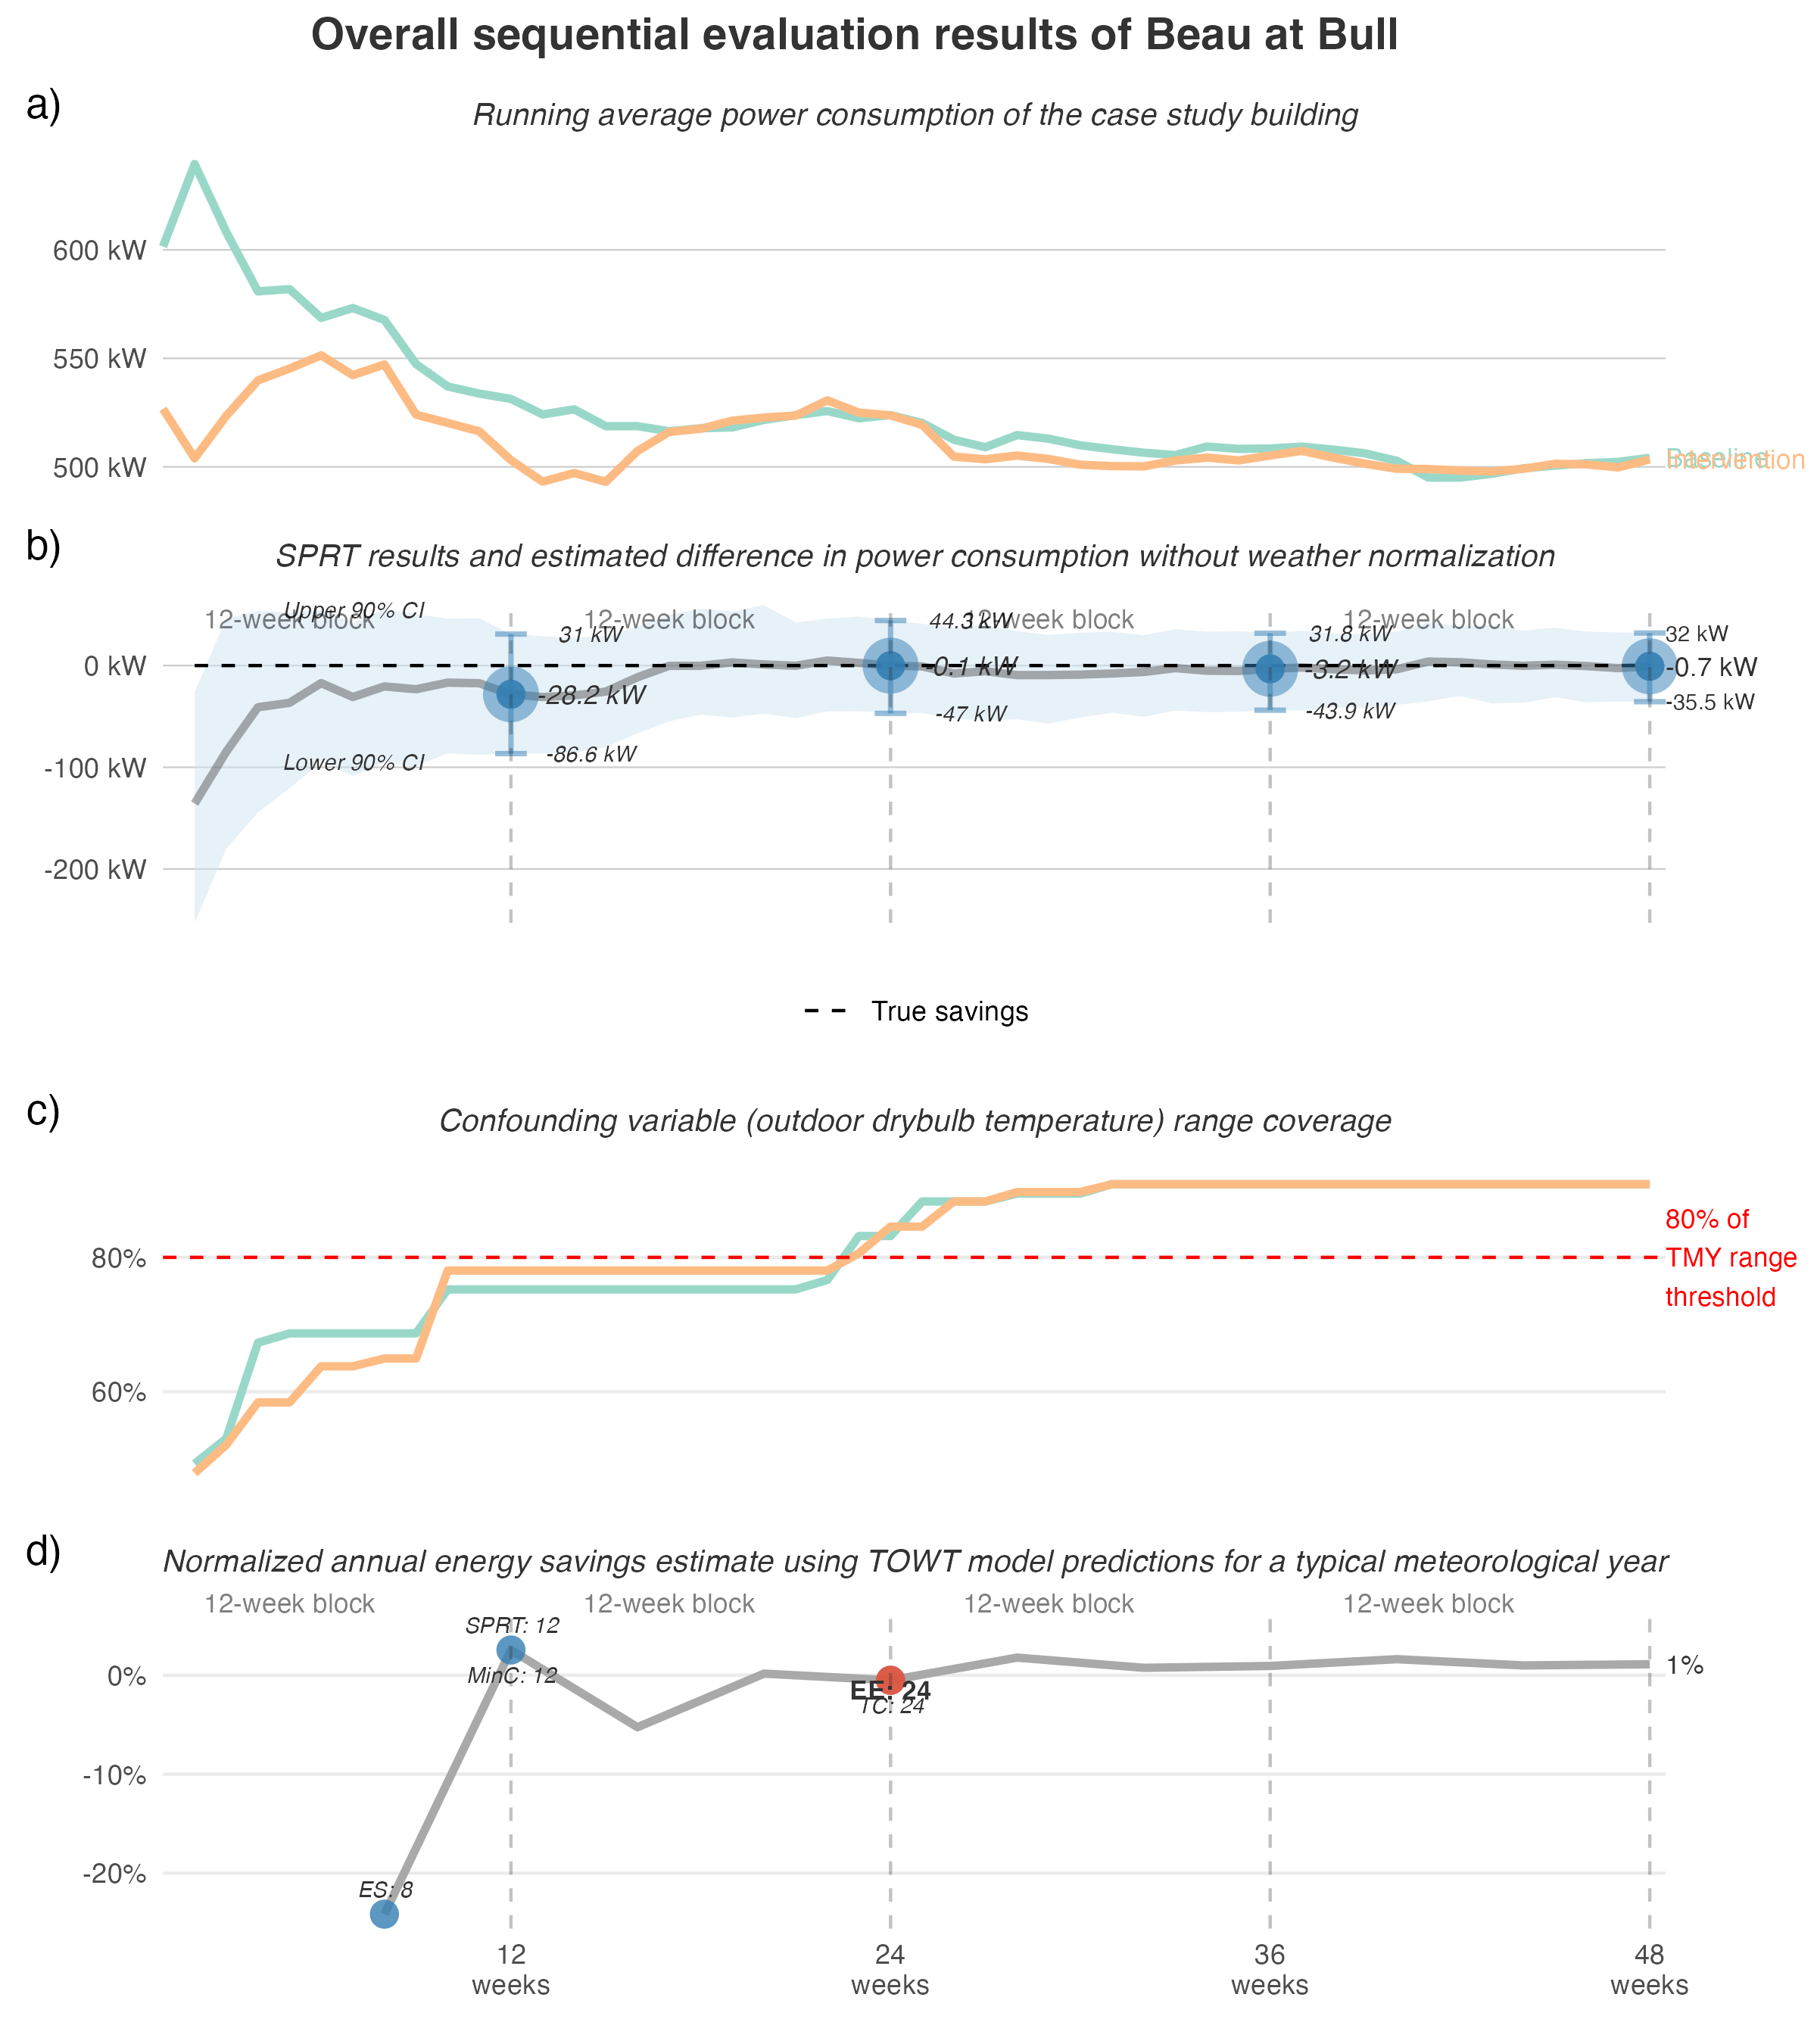 Overall sequential evaluation results of Beau at Bull
a)
Running average power consumption of the case study building
600 kW
550 kW
500 kW
Baseline
Intervention
b)
SPRT results and estimated difference in power consumption without weather normalization
12-week block
12-week block
12-week block
12-week block
Upper 90% CI
31 kW
44.3 kW
31.8 kW
32 kW
0 kW
-28.2 kW
-0.1 kW
-3.2 kW
-0.7 kW
-86.6 kW
-47 kW
-43.9 kW
-35.5 kW
Lower 90% CI
-100 kW
-200 kW
True savings
c)
Confounding variable (outdoor drybulb temperature) range coverage
80%
60%
80% of
TMY range
threshold
d)
Normalized annual energy savings estimate using TOWT model predictions for a typical meteorological year
12-week block
12-week block
12-week block
12-week block
SPRT: 12
MinC: 12
0%
EE: 24
TC: 24
1%
-10%
-20%
ES: 8
12
weeks
24
weeks
36
weeks
48
weeks